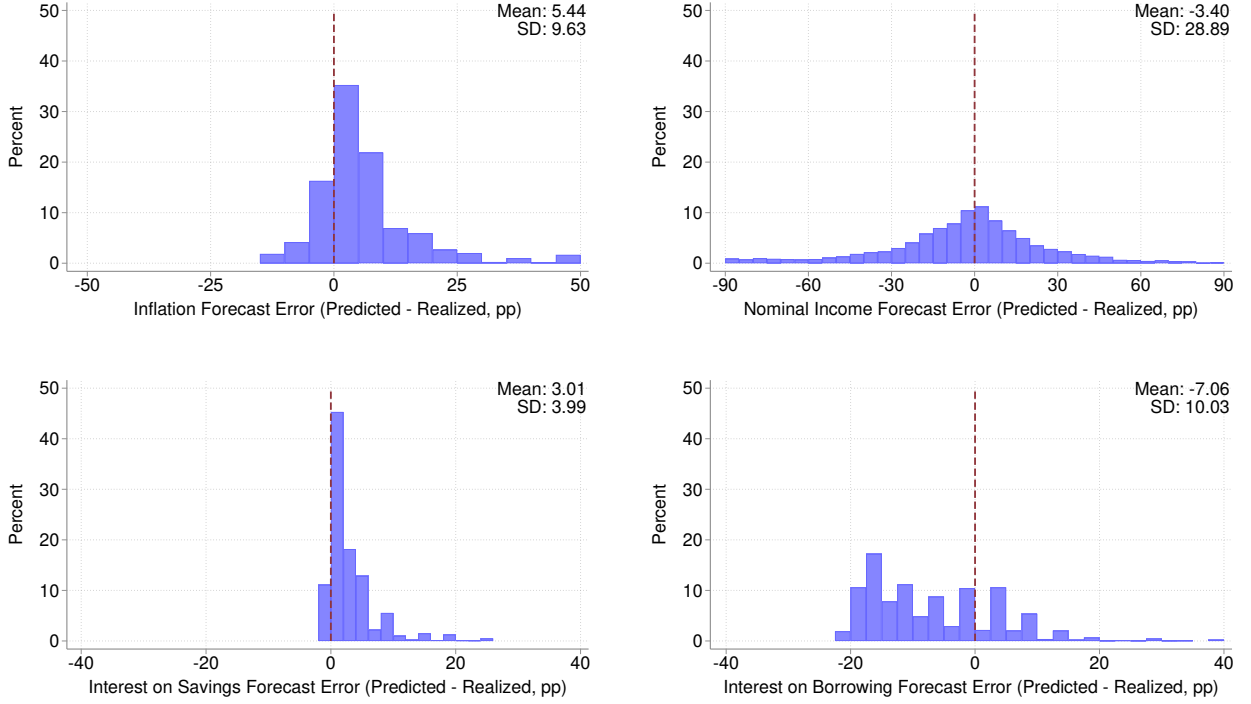 Mean: 5.44
SD: 9.63
50
40
30
20
10
0
Percent
-50
-25
0
25
50
Inflation Forecast Error (Predicted - Realized, pp)
Mean: -3.40
SD: 28.89
50
40
30
20
10
0
Percent
-90
-60
-30
0
30
60
90
Nominal Income Forecast Error (Predicted - Realized, pp)
Mean: 3.01
SD: 3.99
50
40
30
20
10
0
Percent
-40
-20
0
20
40
Interest on Savings Forecast Error (Predicted - Realized, pp)
Mean: -7.06
SD: 10.03
50
40
30
20
10
0
Percent
-40
-20
0
20
40
Interest on Borrowing Forecast Error (Predicted - Realized, pp)